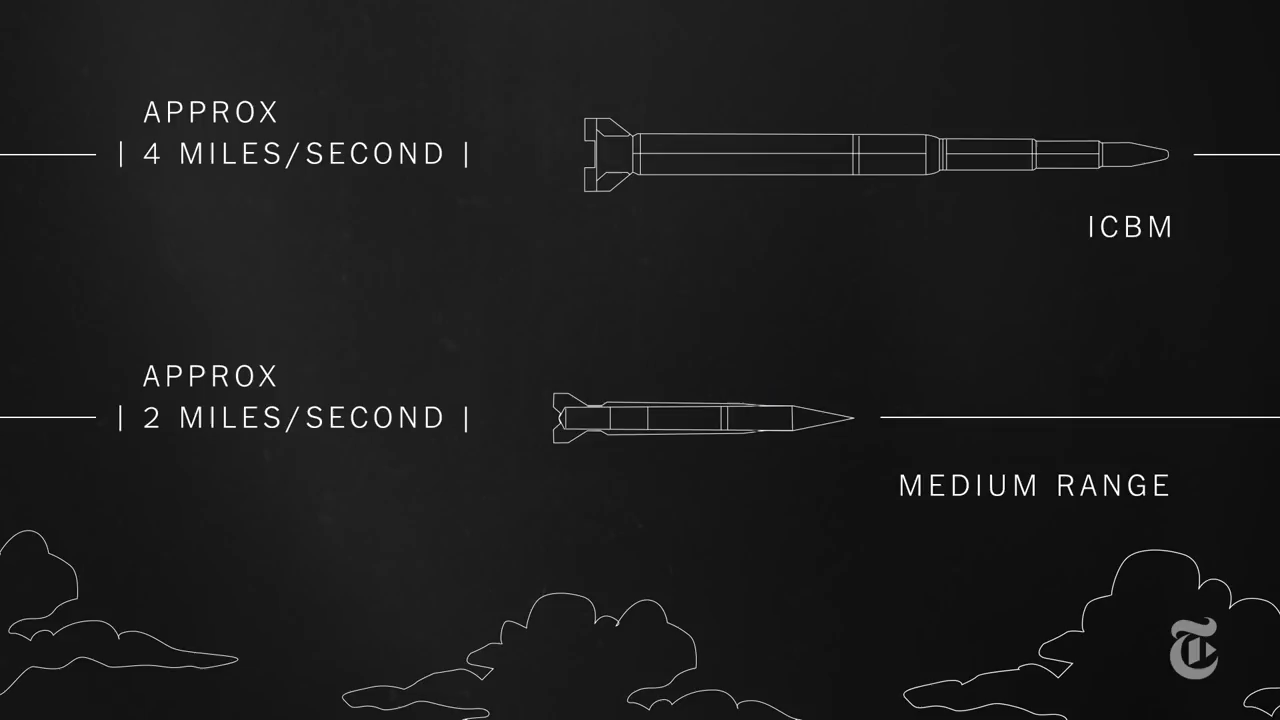 APPROX
| 4 MILES/SECOND |
ICBM
APPROX
| 2 MILES/SECOND |
MEDIUM RANGE
T